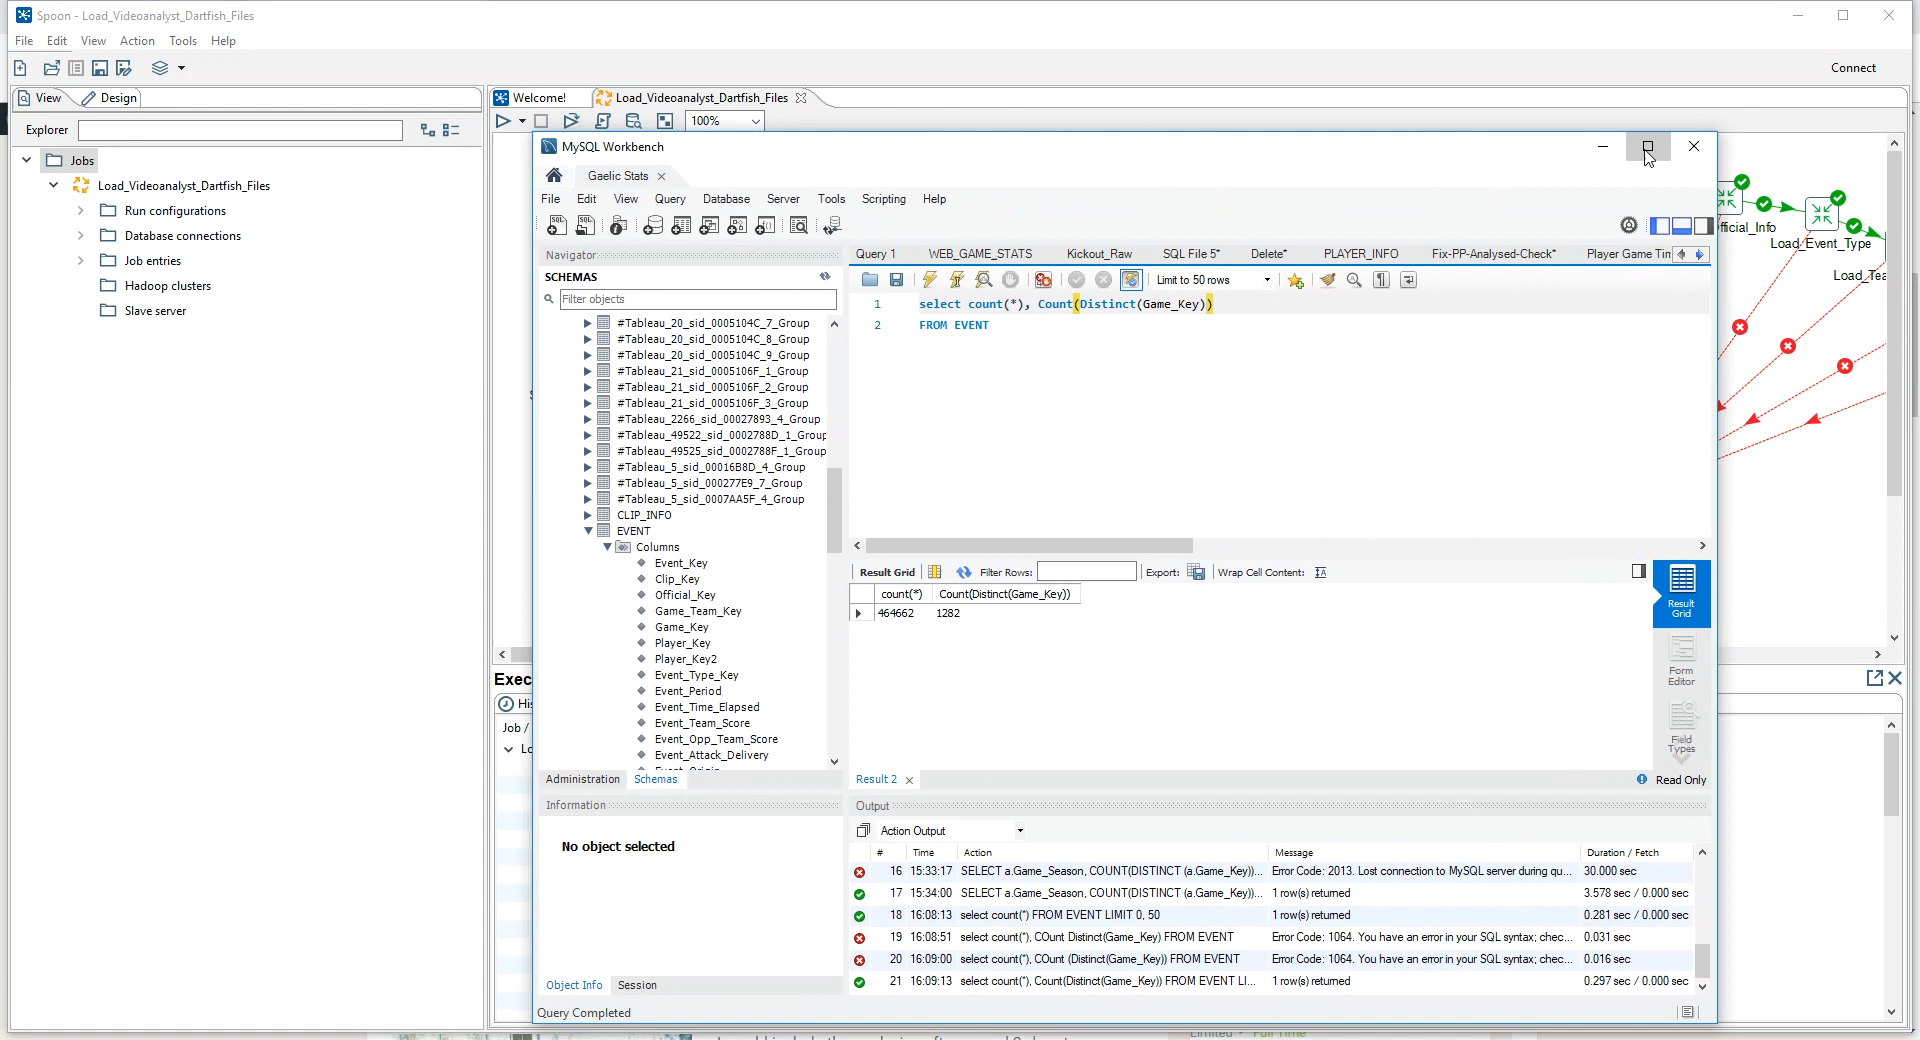 Spoon - Load_Videoanalyst_Dartfish_Files
File Edit View Action Tools Help
Connect
View Design
Explorer
Jobs
Load_Videoanalyst_Dartfish_Files
Run configurations
Database connections
Job entries
Hadoop clusters
Slave server
Welcome! Load_Videoanalyst_Dartfish_Files
100%
MySQL Workbench
Gaelic Stats
File Edit View Query Database Server Tools Scripting Help
Navigator
SCHEMAS
Filter objects
#Tableau_20_sid_0005104C_7_Group
#Tableau_20_sid_0005104C_8_Group
#Tableau_20_sid_0005104C_9_Group
#Tableau_21_sid_0005106F_1_Group
#Tableau_21_sid_0005106F_2_Group
#Tableau_21_sid_0005106F_3_Group
#Tableau_2266_sid_00027893_4_Group
#Tableau_49522_sid_0002788D_1_Group
#Tableau_49525_sid_0002788F_1_Group
#Tableau_5_sid_00016B8D_4_Group
#Tableau_5_sid_000277E9_7_Group
#Tableau_5_sid_0007AA5F_4_Group
CLIP_INFO
EVENT
Columns
Event_Key
Clip_Key
Official_Key
Game_Team_Key
Game_Key
Player_Key
Player_Key2
Event_Type_Key
Event_Period
Event_Time_Elapsed
Event_Team_Score
Event_Opp_Team_Score
Event_Attack_Delivery
Administration Schemas
Information
No object selected
Object Info Session
Query Completed
Query 1 WEB_GAME_STATS Kickout_Raw SQL File 5* Delete* PLAYER_INFO Fix-PP-Analysed-Check* Player Game Tin
Limit to 50 rows
1 select count(*), Count(Distinct(Game_Key))
2 FROM EVENT
Result Grid Filter Rows: Export: Wrap Cell Content:
count(*) Count(Distinct(Game_Key))
464662 1282
Result Grid
Form Editor
Field Types
Result 2
Read Only
Output
Action Output
# Time Action Message Duration / Fetch
16 15:33:17 SELECT a.Game_Season, COUNT(DISTINCT (a.Game_Key))... Error Code: 2013. Lost connection to MySQL server during qu... 30.000 sec
17 15:34:00 SELECT a.Game_Season, COUNT(DISTINCT (a.Game_Key))... 1 row(s) returned 3.578 sec / 0.000 sec
18 16:08:13 select count(*) FROM EVENT LIMIT 0, 50 1 row(s) returned 0.281 sec / 0.000 sec
19 16:08:51 select count(*), COunt Distinct(Game_Key) FROM EVENT Error Code: 1064. You have an error in your SQL syntax; chec... 0.031 sec
20 16:09:00 select count(*), COunt (Distinct(Game_Key)) FROM EVENT Error Code: 1064. You have an error in your SQL syntax; chec... 0.016 sec
21 16:09:13 select count(*), Count(Distinct(Game_Key)) FROM EVENT LI... 1 row(s) returned 0.297 sec / 0.000 sec
fficial_Info
Load_Event_Type
Load_Tea
Exec
His
Job /
Lo